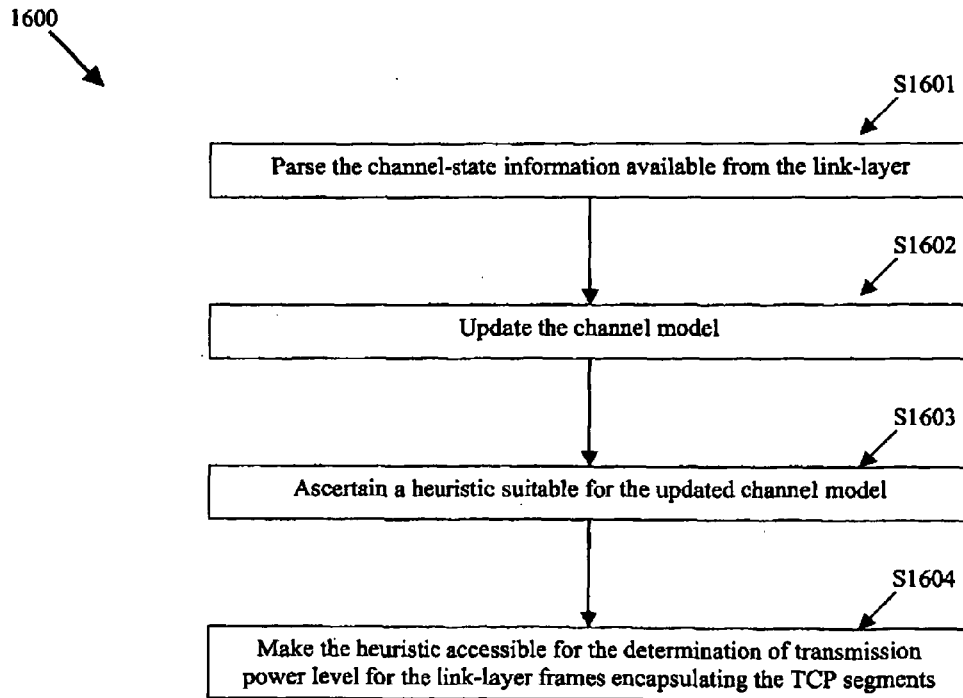 1600
S1601
Parse the channel-state information available from the link-layer
S1602
Update the channel model
S1603
Ascertain a heuristic suitable for the updated channel model
S1604
Make the heuristic accessible for the determination of transmission
power level for the link-layer frames encapsulating the TCP segments